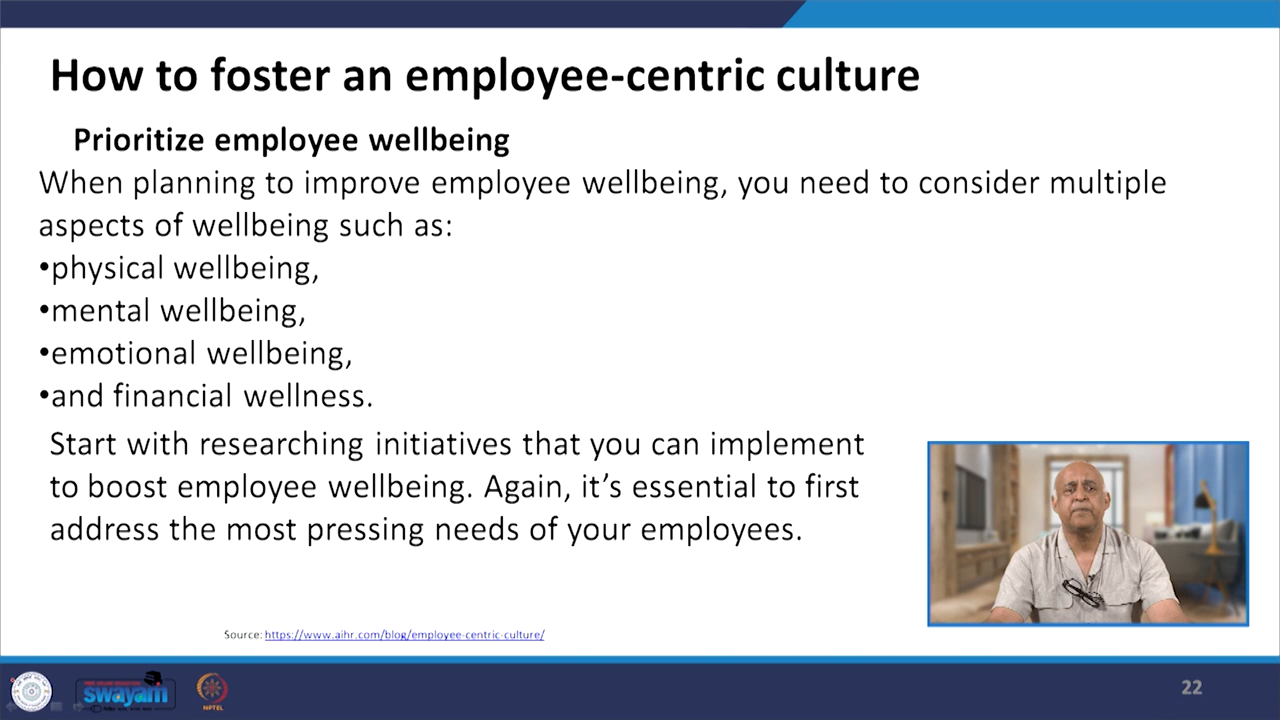 How to foster an employee-centric culture
Prioritize employee wellbeing
When planning to improve employee wellbeing, you need to consider multiple
aspects of wellbeing such as:
•physical wellbeing,
•mental wellbeing,
•emotional wellbeing,
•and financial wellness.
Start with researching initiatives that you can implement
to boost employee wellbeing. Again, it's essential to first
address the most pressing needs of your employees.
Source: https://www.aihr.com/blog/employee-centric-culture/
swayam
NPTEL
22